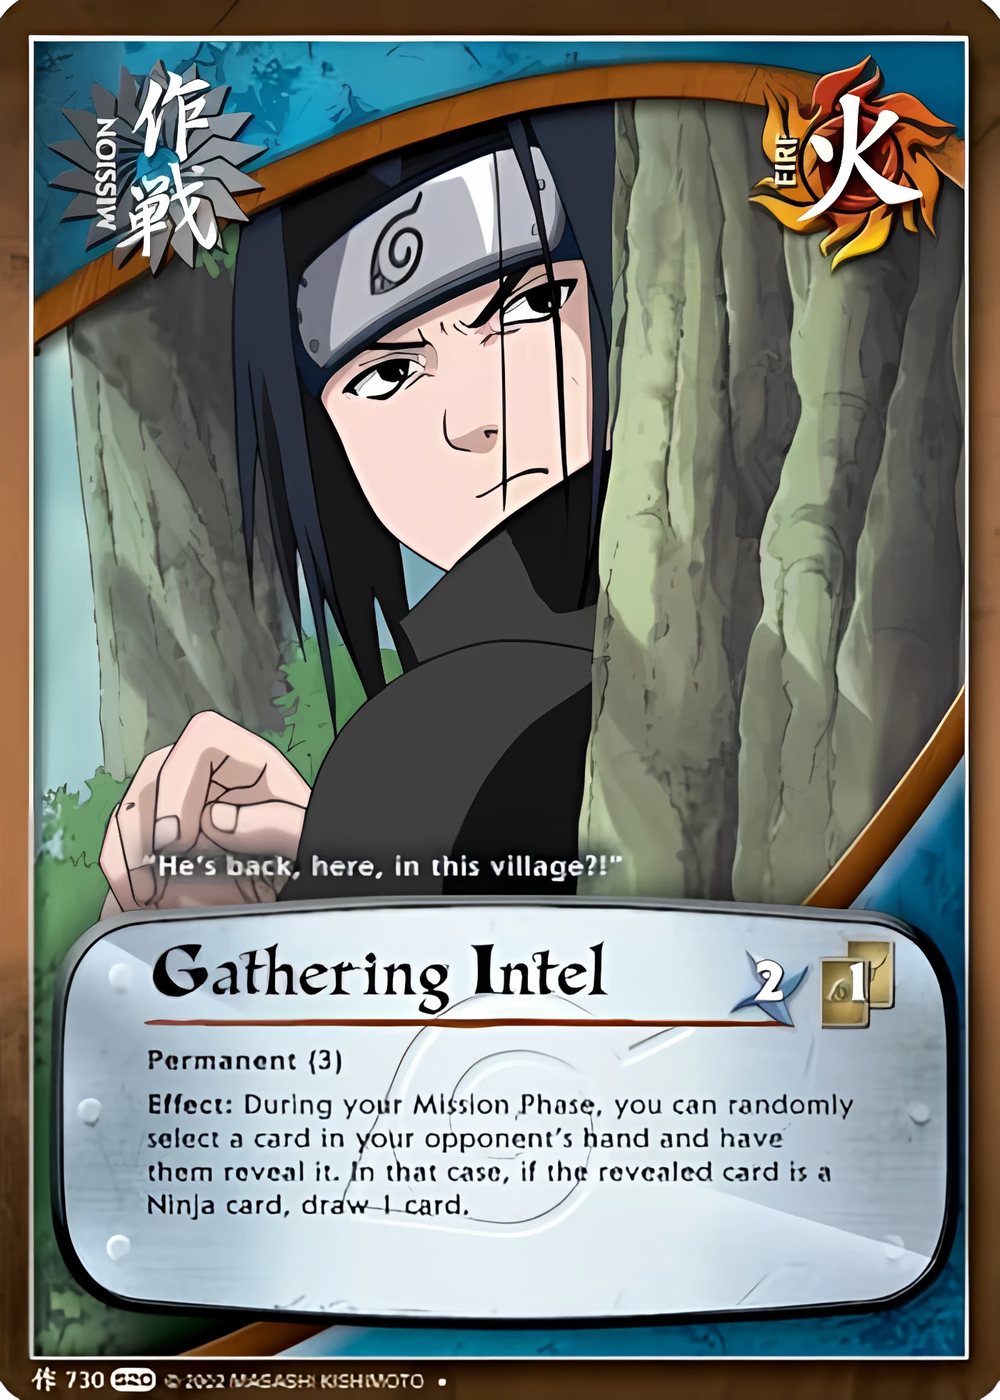 作戦
MISSION
火
FIRE
"He's back, here, in this village?!"
Gathering Intel
2
1
Permanent (3)
Effect: During your Mission Phase, you can randomly
select a card in your opponent's hand and have
them reveal it. In that case, if the revealed card is a
Ninja card, draw 1 card.
作 730 © MASASHI KISHIMOTO